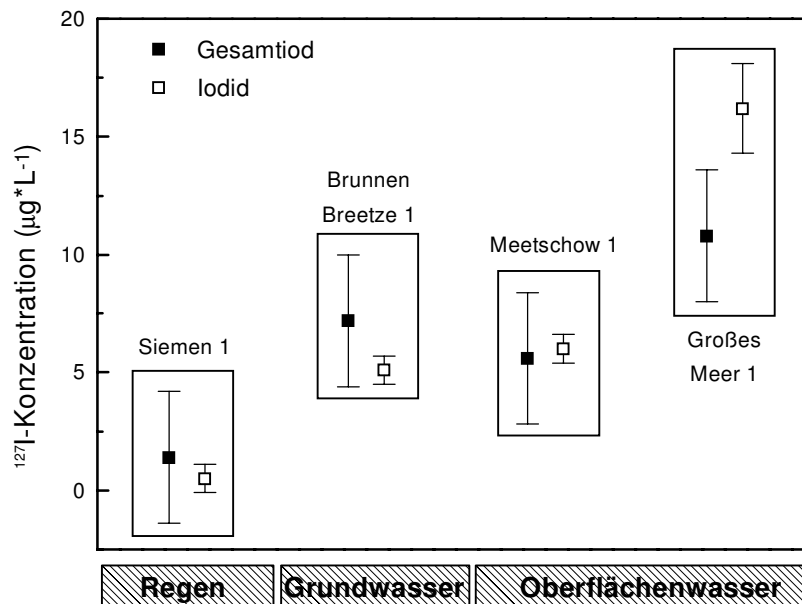 20
15
10
5
0
¹²⁷I-Konzentration (μg*L⁻¹)
Gesamtiod
Iodid
Siemen 1
Brunnen
Breetze 1
Meetschow 1
Großes
Meer 1
Regen
Grundwasser
Oberflächenwasser